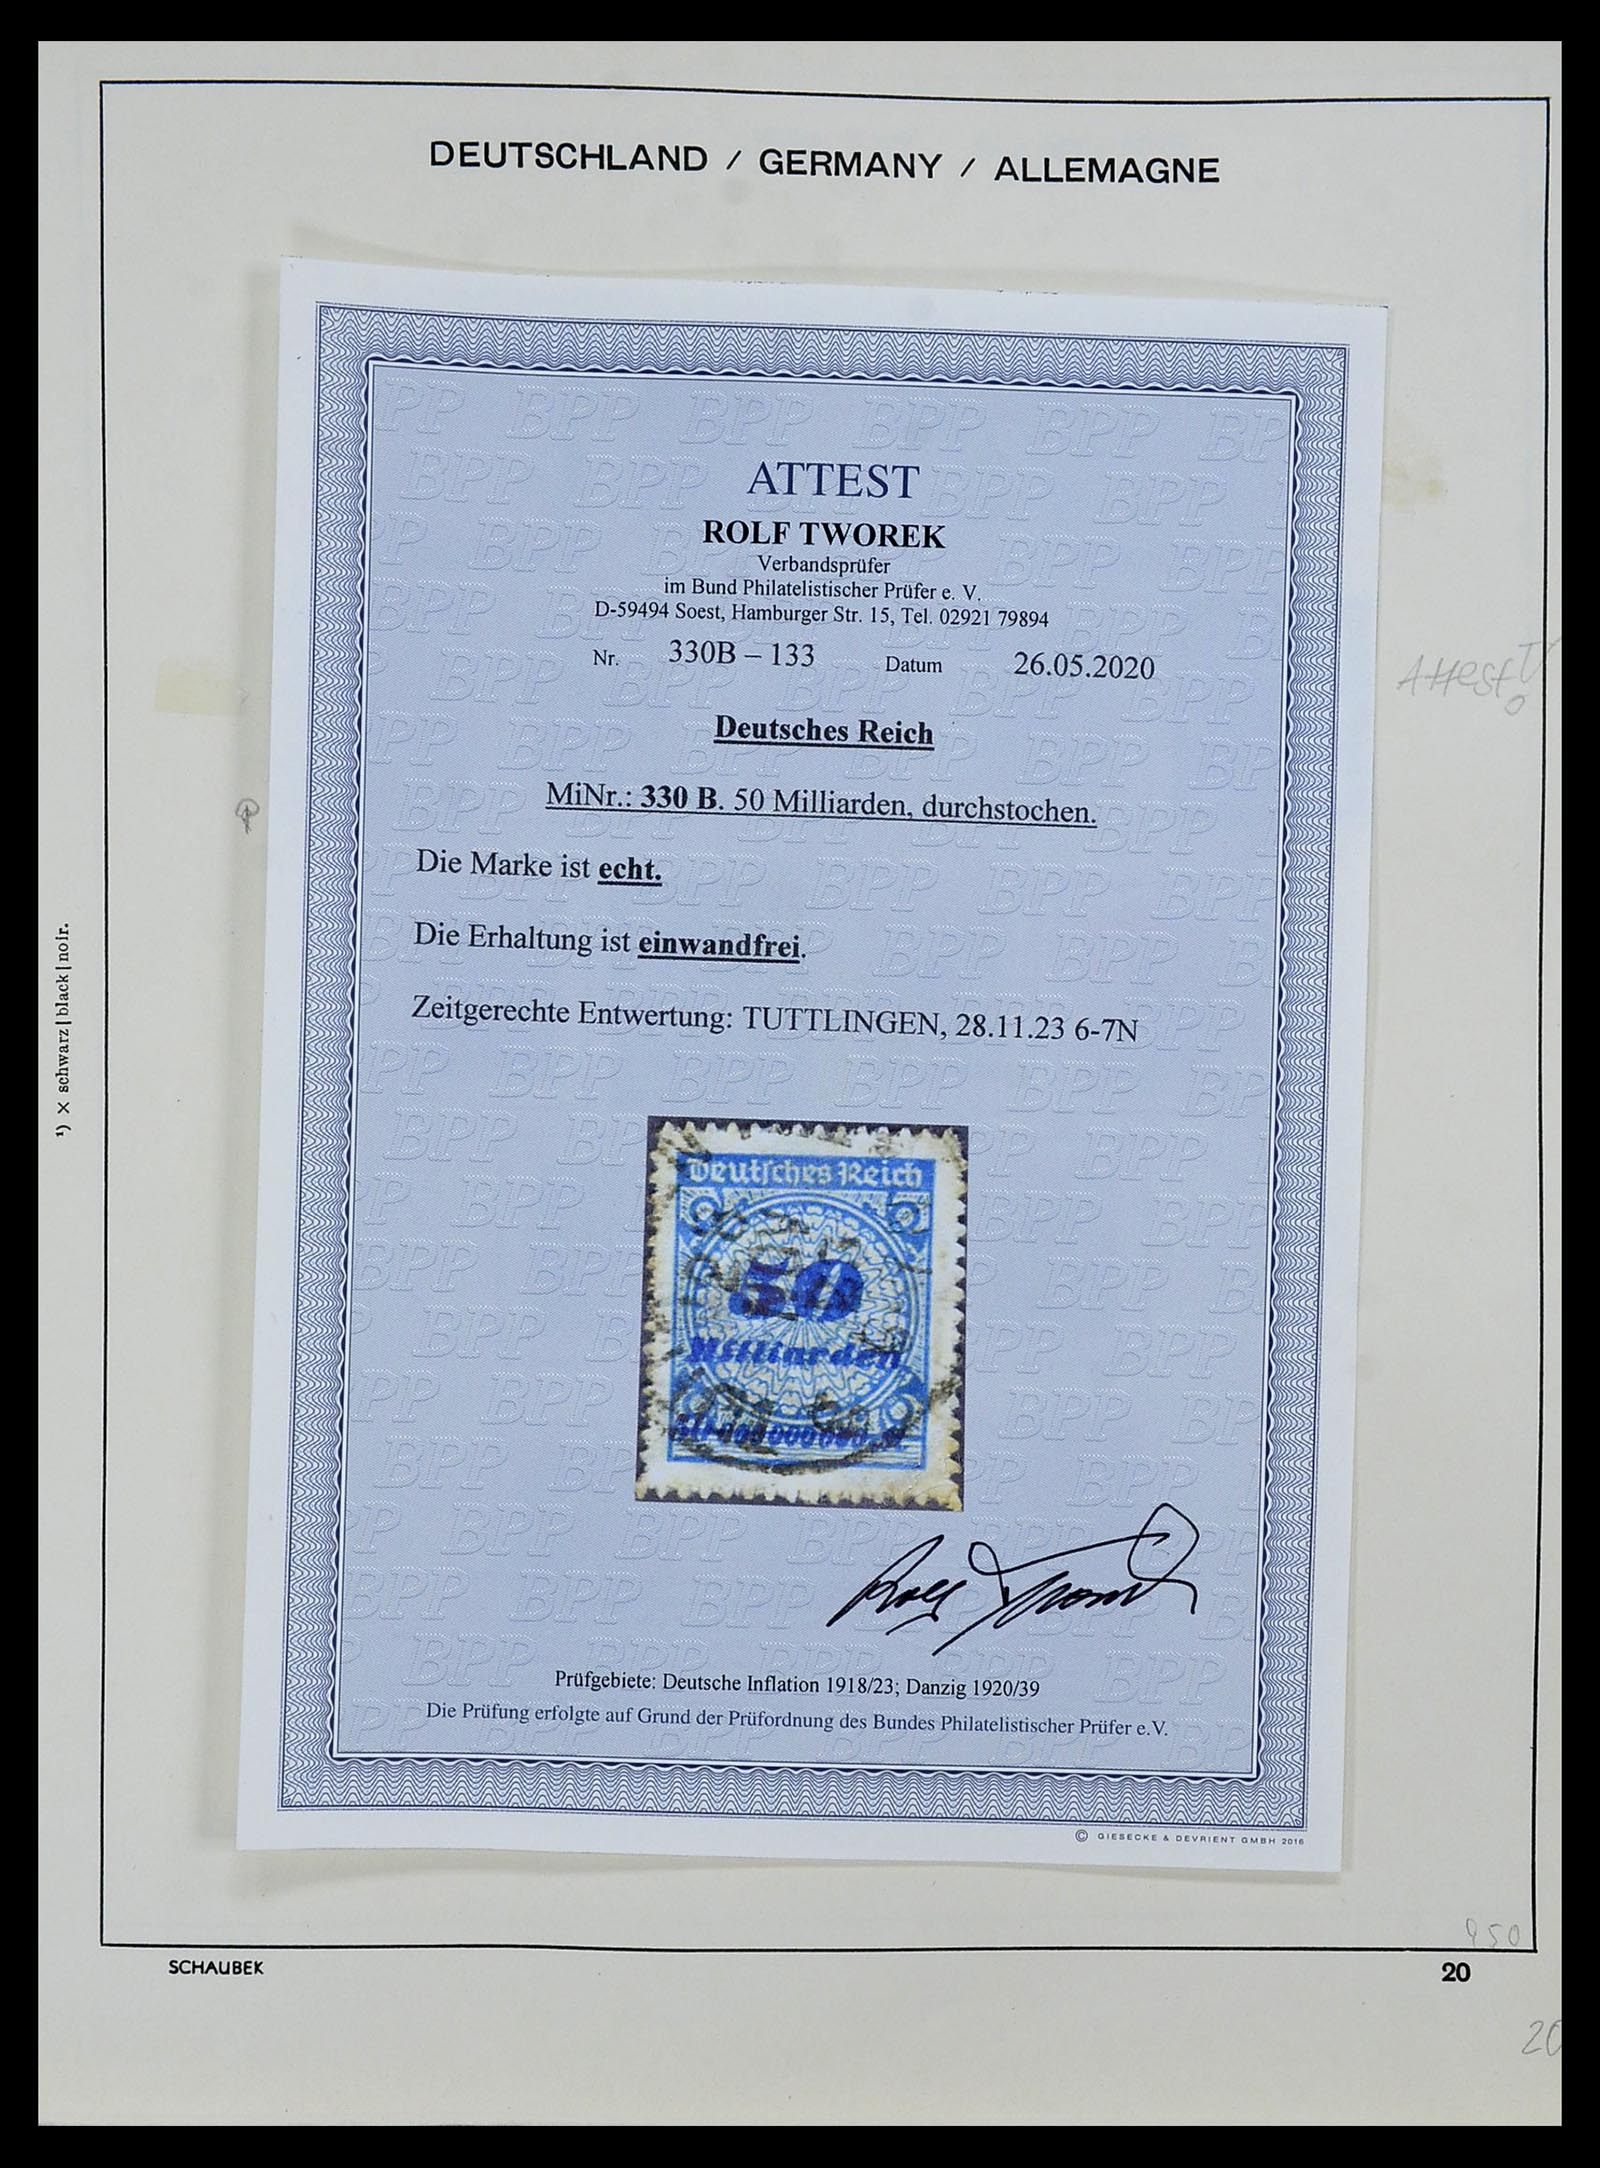 DEUTSCHLAND / GERMANY / ALLEMAGNE
ATTEST
ROLF TWOREK
Verbandsprüfer
im Bund Philatelistischer Prüfer e. V.
D-59494 Soest, Hamburger Str. 15, Tel. 02921 79894
Nr. 330B – 133 Datum 26.05.2020
Attest!
Deutsches Reich
MiNr.: 330 B. 50 Milliarden, durchstochen.
Die Marke ist echt.
Die Erhaltung ist einwandfrei.
Zeitgerechte Entwertung: TUTTLINGEN, 28.11.23 6-7N
¹) X schwarz|black|noir.
Deutsches Reich
50
Milliarden
Rolf Tworek
Prüfgebiete: Deutsche Inflation 1918/23; Danzig 1920/39
Die Prüfung erfolgte auf Grund der Prüfordnung des Bundes Philatelistischer Prüfer e.V.
© GIESECKE & DEVRIENT GMBH 2016
950
SCHAUBEK 20
20